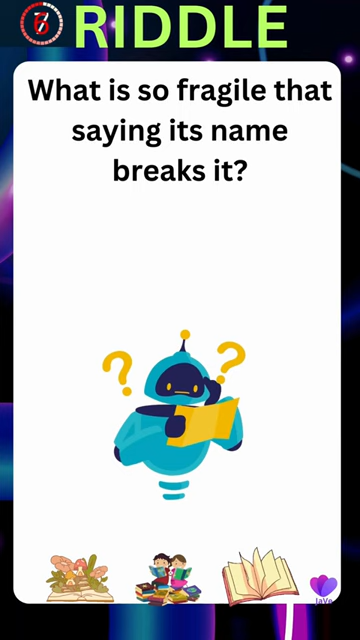 RIDDLE
What is so fragile that
saying its name
breaks it?
? ?